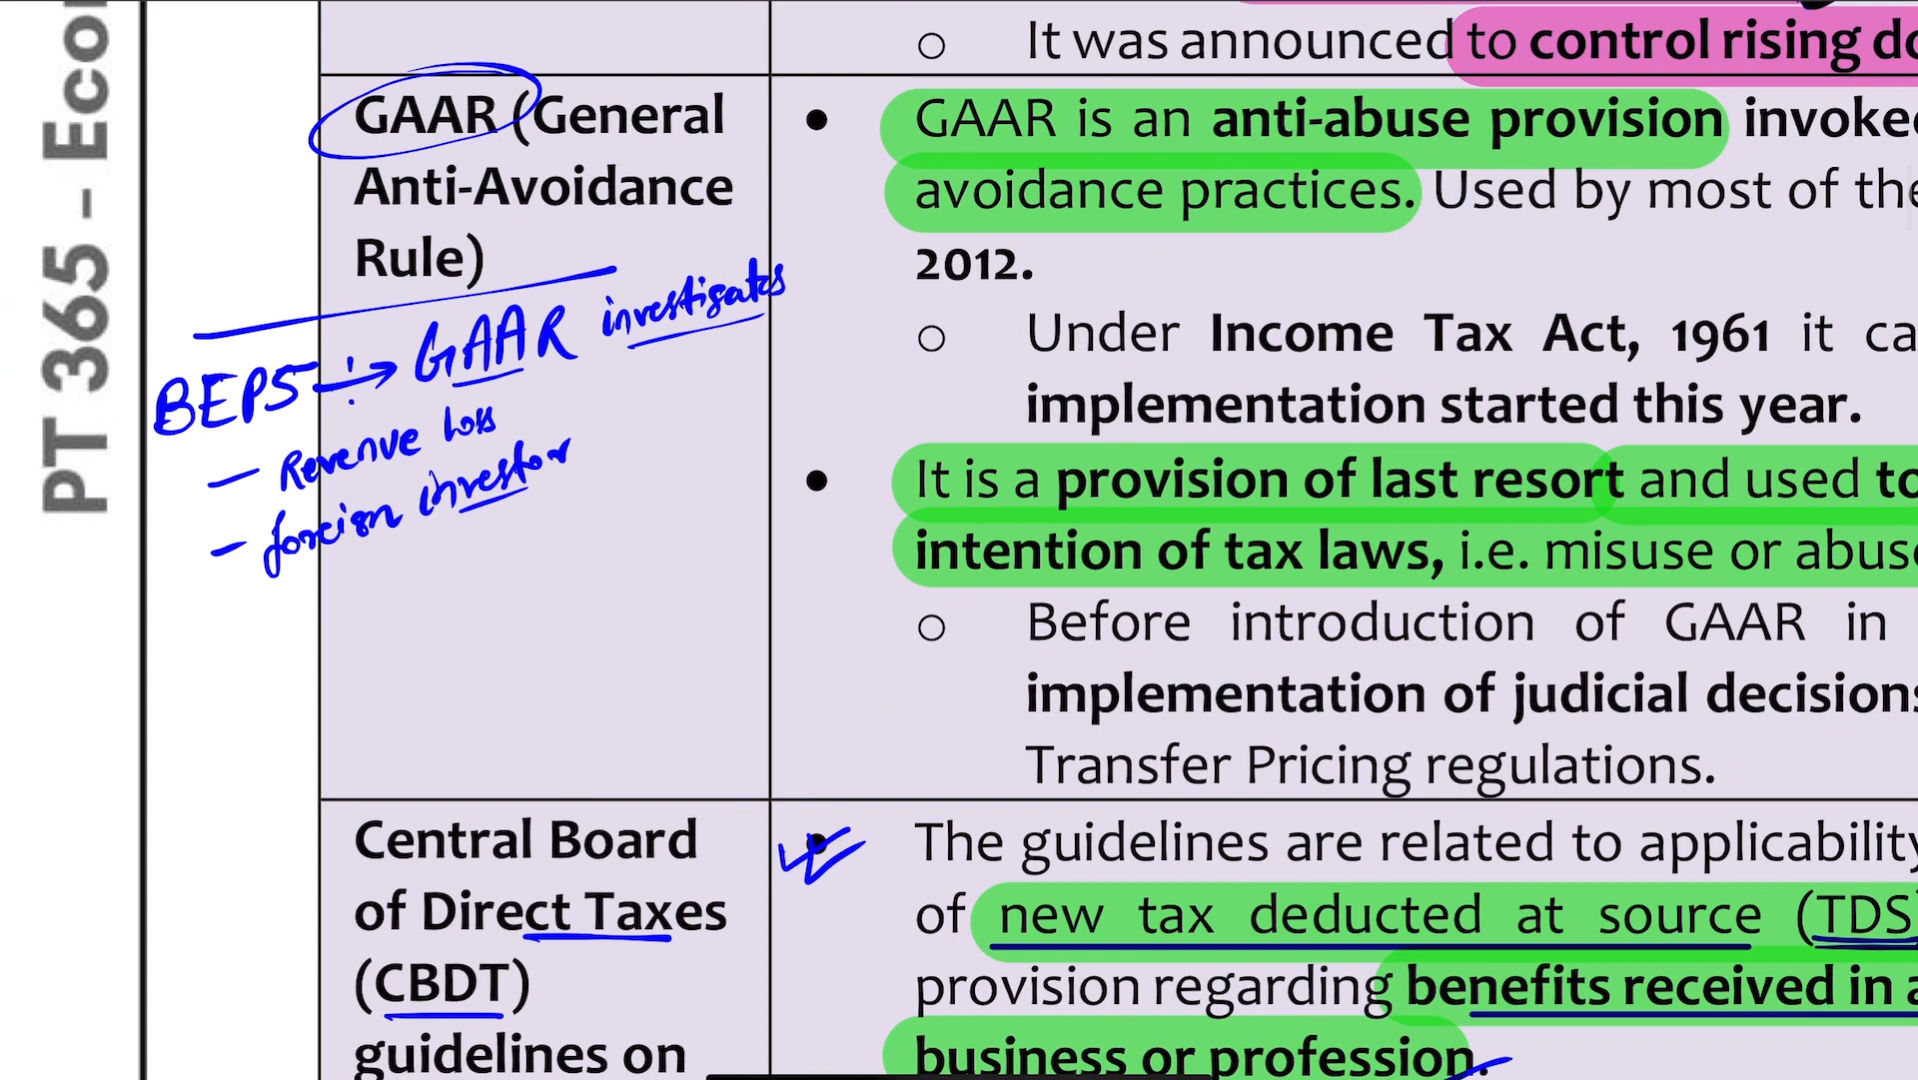 PT 365 – Eco
It was announced to control rising do
GAAR (General
Anti-Avoidance
Rule)
BEPS → GAAR investigates
- Revenue loss
- foreign investor
GAAR is an anti-abuse provision invoke
avoidance practices. Used by most of the
2012.
Under Income Tax Act, 1961 it ca
implementation started this year.
It is a provision of last resort and used to
intention of tax laws, i.e. misuse or abus
Before introduction of GAAR in
implementation of judicial decisions
Transfer Pricing regulations.
Central Board
of Direct Taxes
(CBDT)
guidelines on
The guidelines are related to applicability
of new tax deducted at source (TDS)
provision regarding benefits received in a
business or profession.